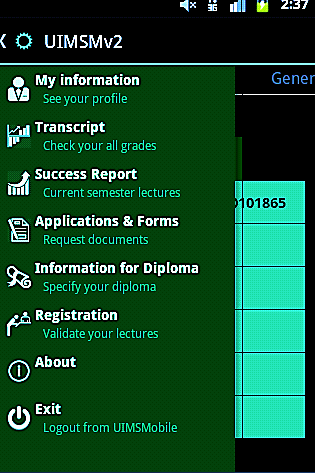 2:37
UIMSMv2
My information
See your profile
Gener
Transcript
Check your all grades
Success Report
Current semester lectures
0101865
Applications & Forms
Request documents
Information for Diploma
Specify your diploma
Registration
Validate your lectures
About
Exit
Logout from UIMSMobile